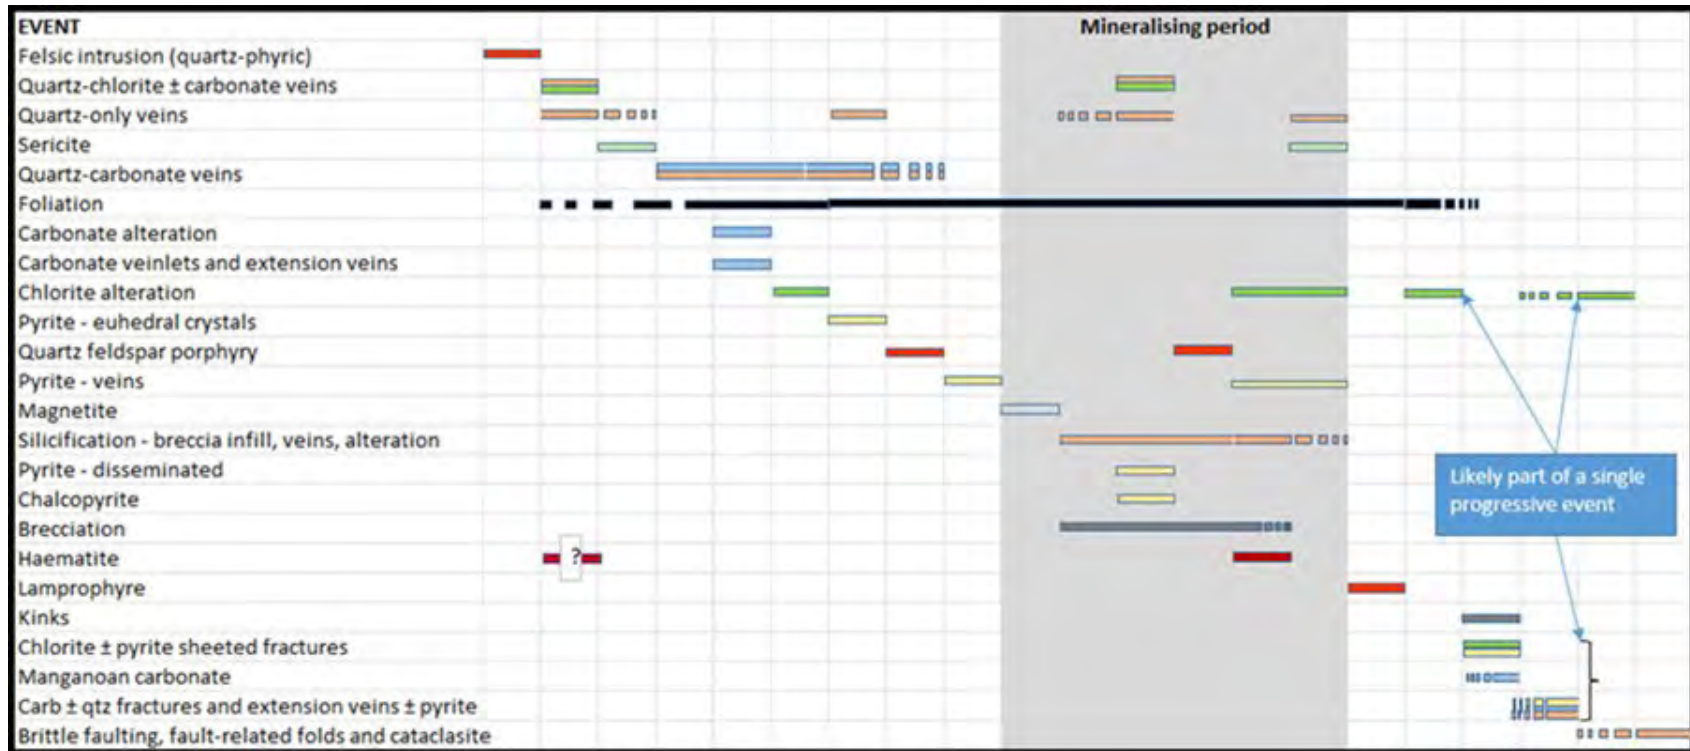 EVENT
Mineralising period
Felsic intrusion (quartz-phyric)
Quartz-chlorite ± carbonate veins
Quartz-only veins
Sericite
Quartz-carbonate veins
Foliation
Carbonate alteration
Carbonate veinlets and extension veins
Chlorite alteration
Pyrite - euhedral crystals
Quartz feldspar porphyry
Pyrite - veins
Magnetite
Silicification - breccia infill, veins, alteration
Pyrite - disseminated
Likely part of a single
progressive event
Chalcopyrite
Brecciation
Haematite
?
Lamprophyre
Kinks
Chlorite ± pyrite sheeted fractures
Manganoan carbonate
Carb ± qtz fractures and extension veins ± pyrite
Brittle faulting, fault-related folds and cataclasite